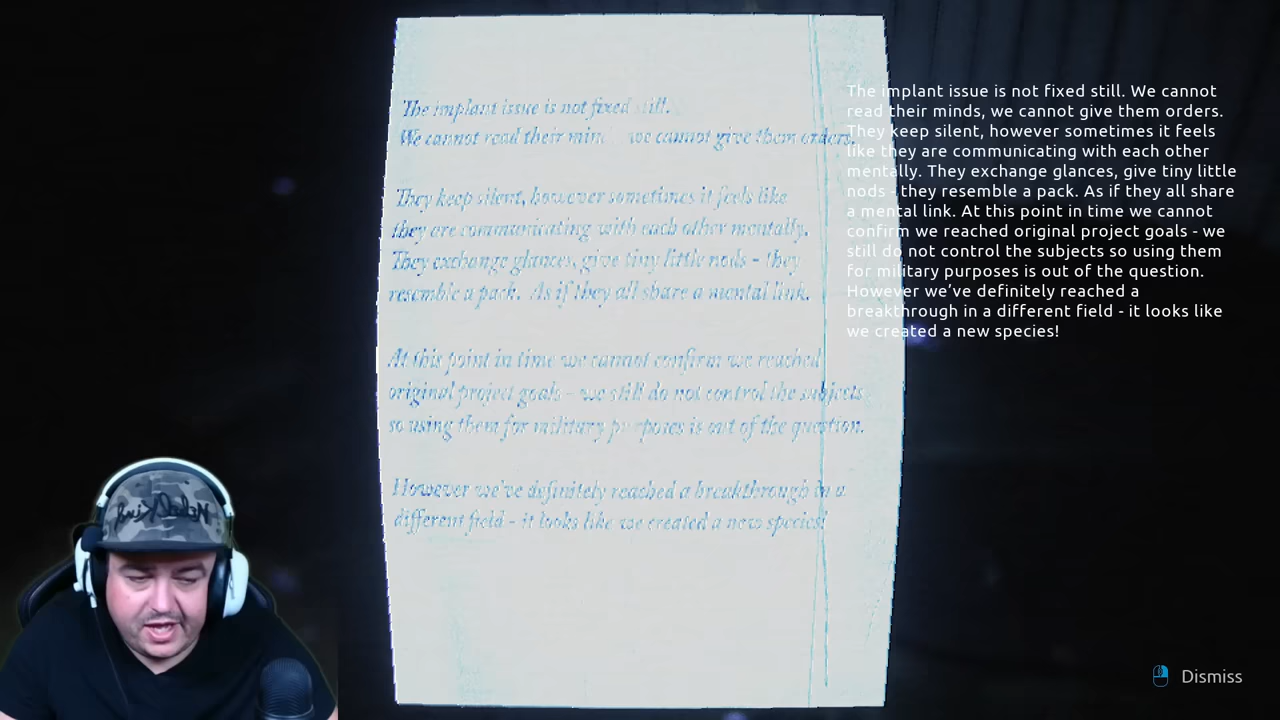 The implant issue is not fixed still.
We cannot read their min we cannot give them orders.
They keep silent, however sometimes it feels like
they are communicating with each other mentally.
They exchange glances, give tiny little nods - they
resemble a pack. As if they all share a mental link.
At this point in time we cannot confirm we reached
original project goals - we still do not control the subjects
so using them for military purposes is out of the question.
However we've definitely reached a breakthrough in a
different field - it looks like we created a new species!
The implant issue is not fixed still. We cannot
read their minds, we cannot give them orders.
They keep silent, however sometimes it feels
like they are communicating with each other
mentally. They exchange glances, give tiny little
nods - they resemble a pack. As if they all share
a mental link. At this point in time we cannot
confirm we reached original project goals - we
still do not control the subjects so using them
for military purposes is out of the question.
However we’ve definitely reached a
breakthrough in a different field - it looks like
we created a new species!
Dismiss